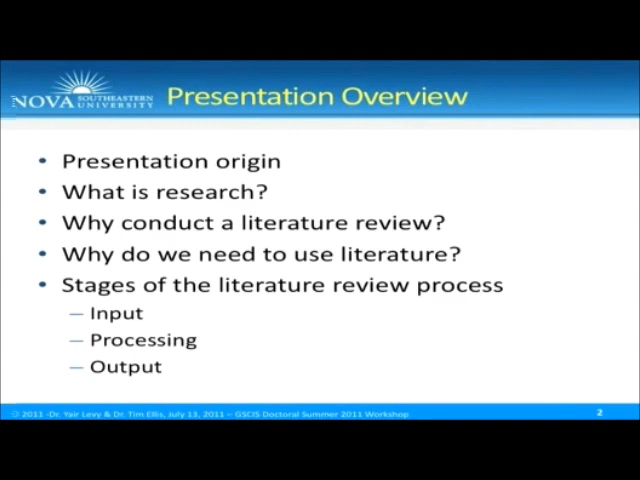 NOVA SOUTHEASTERN UNIVERSITY
Presentation Overview
• Presentation origin
• What is research?
• Why conduct a literature review?
• Why do we need to use literature?
• Stages of the literature review process
– Input
– Processing
– Output
© 2011 -Dr. Yair Levy & Dr. Tim Ellis, July 13, 2011 – GSCIS Doctoral Summer 2011 Workshop
2